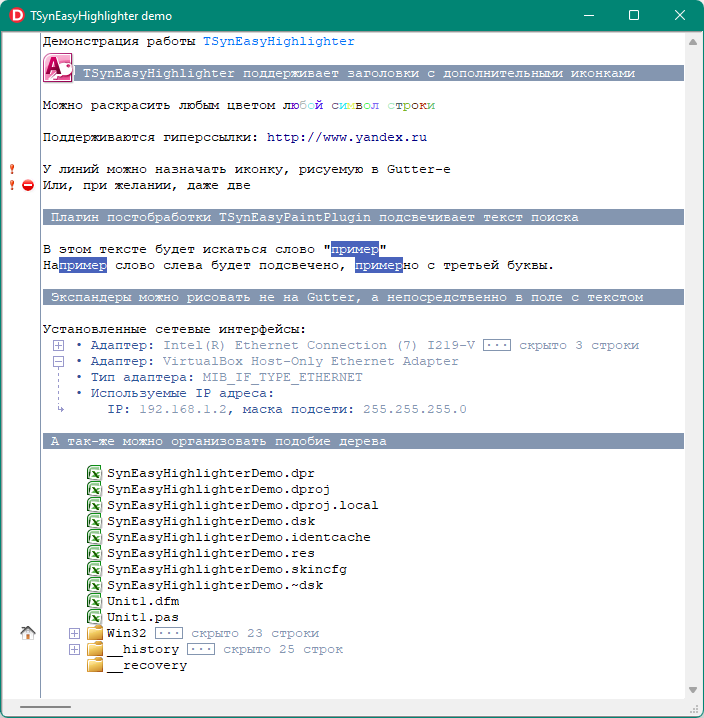 TSynEasyHighlighter demo
Демонстрация работы TSynEasyHighlighter
TSynEasyHighlighter поддерживает заголовки с дополнительными иконками
Можно раскрасить любым цветом любой символ строки
Поддерживаются гиперссылки: http://www.yandex.ru
У линий можно назначать иконку, рисуемую в Gutter-е
Или, при желании, даже две
Плагин постобработки TSynEasyPaintPlugin подсвечивает текст поиска
В этом тексте будет искаться слово "пример"
Например слово слева будет подсвечено, примерно с третьей буквы.
Экспандеры можно рисовать не на Gutter, а непосредственно в поле с текстом
Установленные сетевые интерфейсы:
• Адаптер: Intel(R) Ethernet Connection (7) I219-V ... скрыто 3 строки
• Адаптер: VirtualBox Host-Only Ethernet Adapter
• Тип адаптера: MIB_IF_TYPE_ETHERNET
• Используемые IP адреса:
IP: 192.168.1.2, маска подсети: 255.255.255.0
А так-же можно организовать подобие дерева
SynEasyHighlighterDemo.dpr
SynEasyHighlighterDemo.dproj
SynEasyHighlighterDemo.dproj.local
SynEasyHighlighterDemo.dsk
SynEasyHighlighterDemo.identcache
SynEasyHighlighterDemo.res
SynEasyHighlighterDemo.skincfg
SynEasyHighlighterDemo.~dsk
Unit1.dfm
Unit1.pas
Win32 ... скрыто 23 строки
__history ... скрыто 25 строк
__recovery